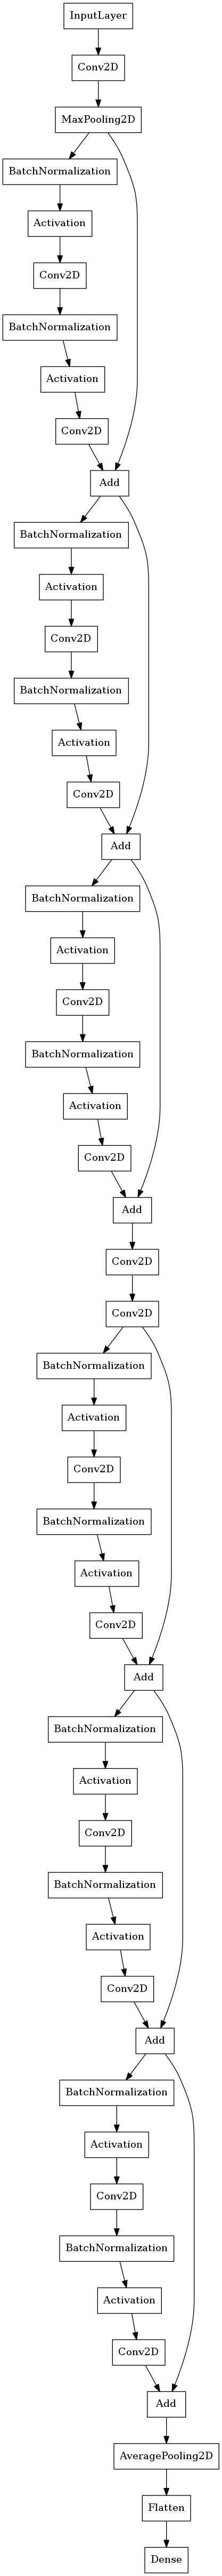 InputLayer
Conv2D
MaxPooling2D
BatchNormalization
Activation
Conv2D
BatchNormalization
Activation
Conv2D
Add
BatchNormalization
Activation
Conv2D
BatchNormalization
Activation
Conv2D
Add
BatchNormalization
Activation
Conv2D
BatchNormalization
Activation
Conv2D
Add
Conv2D
Conv2D
BatchNormalization
Activation
Conv2D
BatchNormalization
Activation
Conv2D
Add
BatchNormalization
Activation
Conv2D
BatchNormalization
Activation
Conv2D
Add
BatchNormalization
Activation
Conv2D
BatchNormalization
Activation
Conv2D
Add
AveragePooling2D
Flatten
Dense